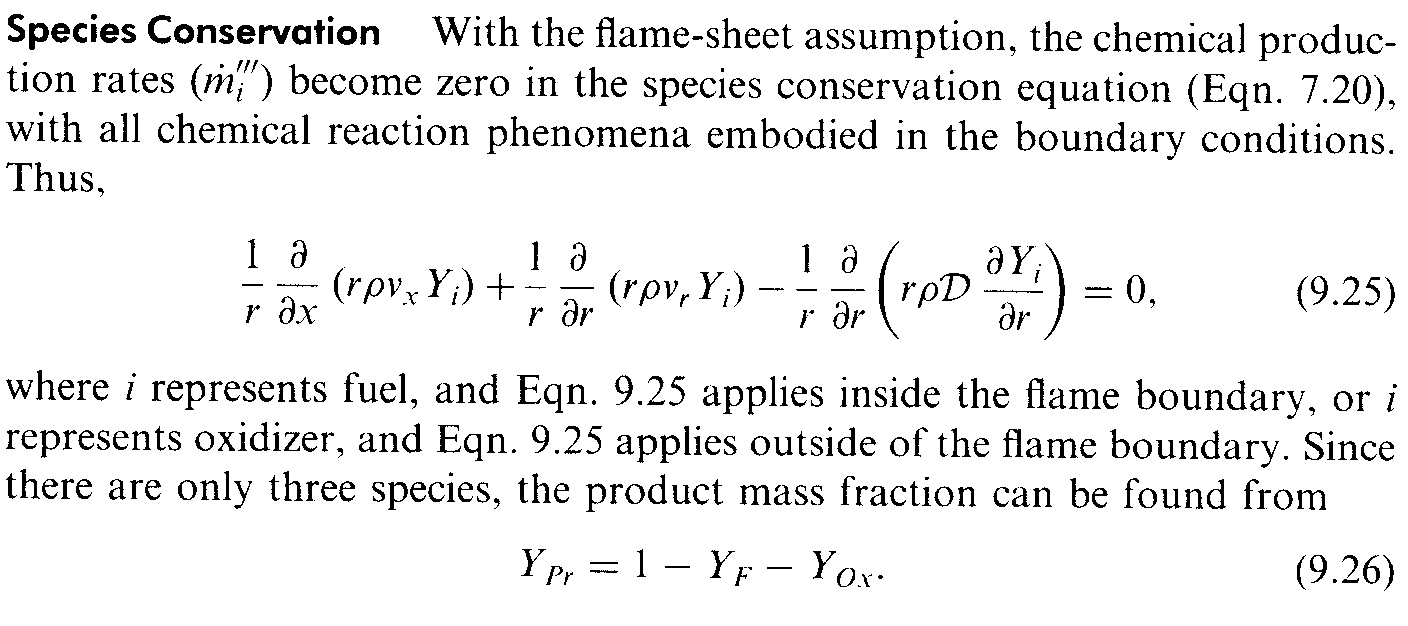 Species Conservation With the flame-sheet assumption, the chemical produc-
tion rates (ṁᵢ‴) become zero in the species conservation equation (Eqn. 7.20),
with all chemical reaction phenomena embodied in the boundary conditions.
Thus,
1/r ∂/∂x (rρvₓYᵢ) + 1/r ∂/∂r (rρvᵣYᵢ) − 1/r ∂/∂r (rρ𝒟 ∂Yᵢ/∂r) = 0, (9.25)
where i represents fuel, and Eqn. 9.25 applies inside the flame boundary, or i
represents oxidizer, and Eqn. 9.25 applies outside of the flame boundary. Since
there are only three species, the product mass fraction can be found from
Y_Pr = 1 − Y_F − Y_Ox. (9.26)